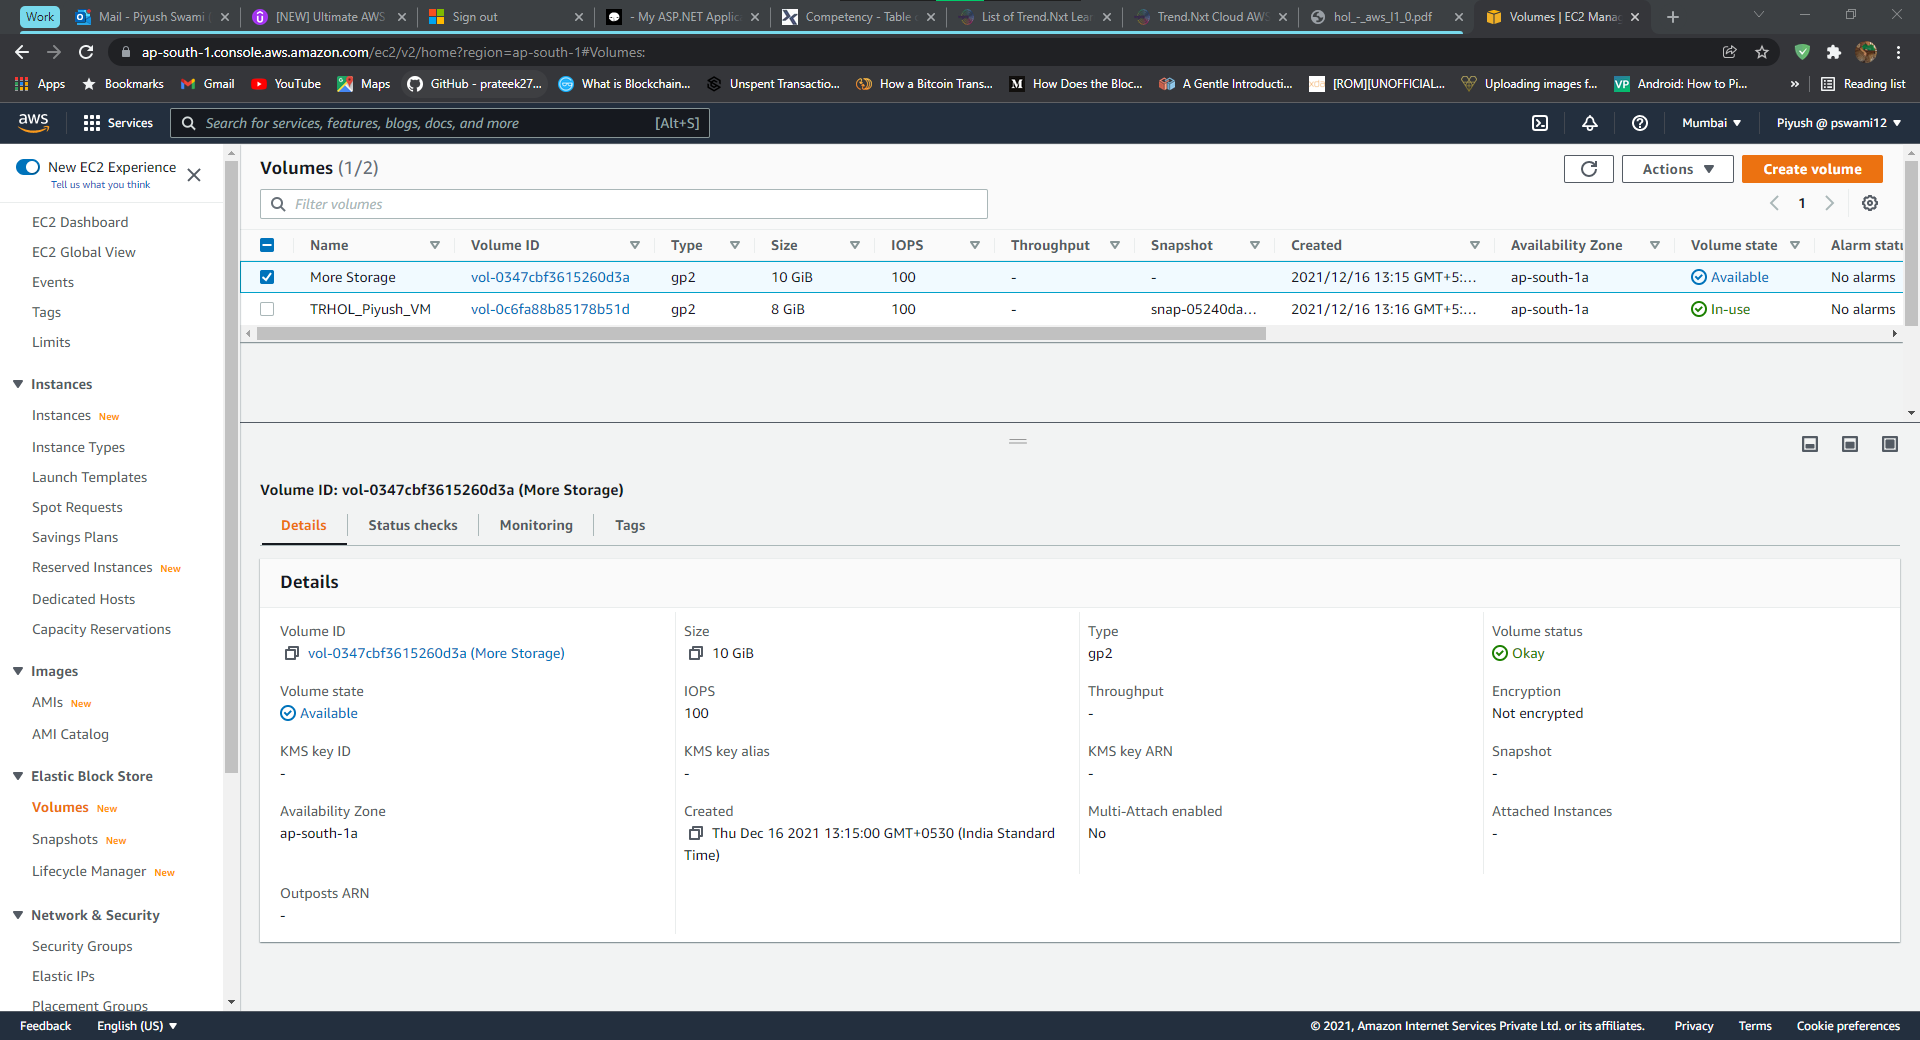 Work
Mail - Piyush Swami
[NEW] Ultimate AWS
Sign out
- My ASP.NET Applic
Competency - Table
List of Trend.Nxt Lear
Trend.Nxt Cloud AWS
hol_-_aws_l1_0.pdf
Volumes | EC2 Mana
ap-south-1.console.aws.amazon.com/ec2/v2/home?region=ap-south-1#Volumes:
Apps
Bookmarks
Gmail
YouTube
Maps
GitHub - prateek27...
What is Blockchain...
Unspent Transactio...
How a Bitcoin Trans...
How Does the Bloc...
A Gentle Introducti...
[ROM][UNOFFICIAL...
Uploading images f...
Android: How to Pi...
»
Reading list
aws
Services
Search for services, features, blogs, docs, and more
[Alt+S]
Mumbai
Piyush @ pswami12
New EC2 Experience
Tell us what you think
EC2 Dashboard
EC2 Global View
Events
Tags
Limits
Instances
Instances New
Instance Types
Launch Templates
Spot Requests
Savings Plans
Reserved Instances New
Dedicated Hosts
Capacity Reservations
Images
AMIs New
AMI Catalog
Elastic Block Store
Volumes New
Snapshots New
Lifecycle Manager New
Network & Security
Security Groups
Elastic IPs
Placement Groups
Volumes (1/2)
Actions
Create volume
Filter volumes
1
Name Volume ID Type Size IOPS Throughput Snapshot Created Availability Zone Volume state Alarm statu
More Storage vol-0347cbf3615260d3a gp2 10 GiB 100 - - 2021/12/16 13:15 GMT+5:... ap-south-1a Available No alarms
TRHOL_Piyush_VM vol-0c6fa88b85178b51d gp2 8 GiB 100 - snap-05240da... 2021/12/16 13:16 GMT+5:... ap-south-1a In-use No alarms
Volume ID: vol-0347cbf3615260d3a (More Storage)
Details
Status checks
Monitoring
Tags
Details
Volume ID
vol-0347cbf3615260d3a (More Storage)
Size
10 GiB
Type
gp2
Volume status
Okay
Volume state
Available
IOPS
100
Throughput
-
Encryption
Not encrypted
KMS key ID
-
KMS key alias
-
KMS key ARN
-
Snapshot
-
Availability Zone
ap-south-1a
Created
Thu Dec 16 2021 13:15:00 GMT+0530 (India Standard
Time)
Multi-Attach enabled
No
Attached Instances
-
Outposts ARN
-
Feedback
English (US)
© 2021, Amazon Internet Services Private Ltd. or its affiliates.
Privacy
Terms
Cookie preferences